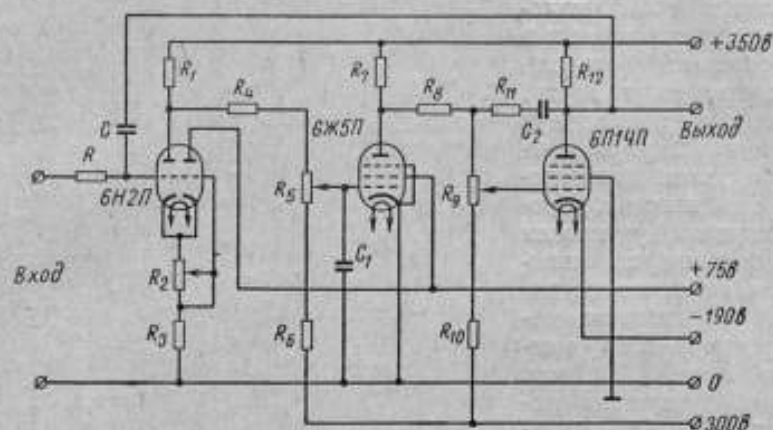 +350в
R₁
R₇
R₁₂
R₄
R₈
R₁₁
C
6Ж5П
C₂
6П14П
Выход
R
R₅
R₉
6Н2П
C₁
Вход
R₂
+75в
-190в
R₃
R₆
R₁₀
0
300в